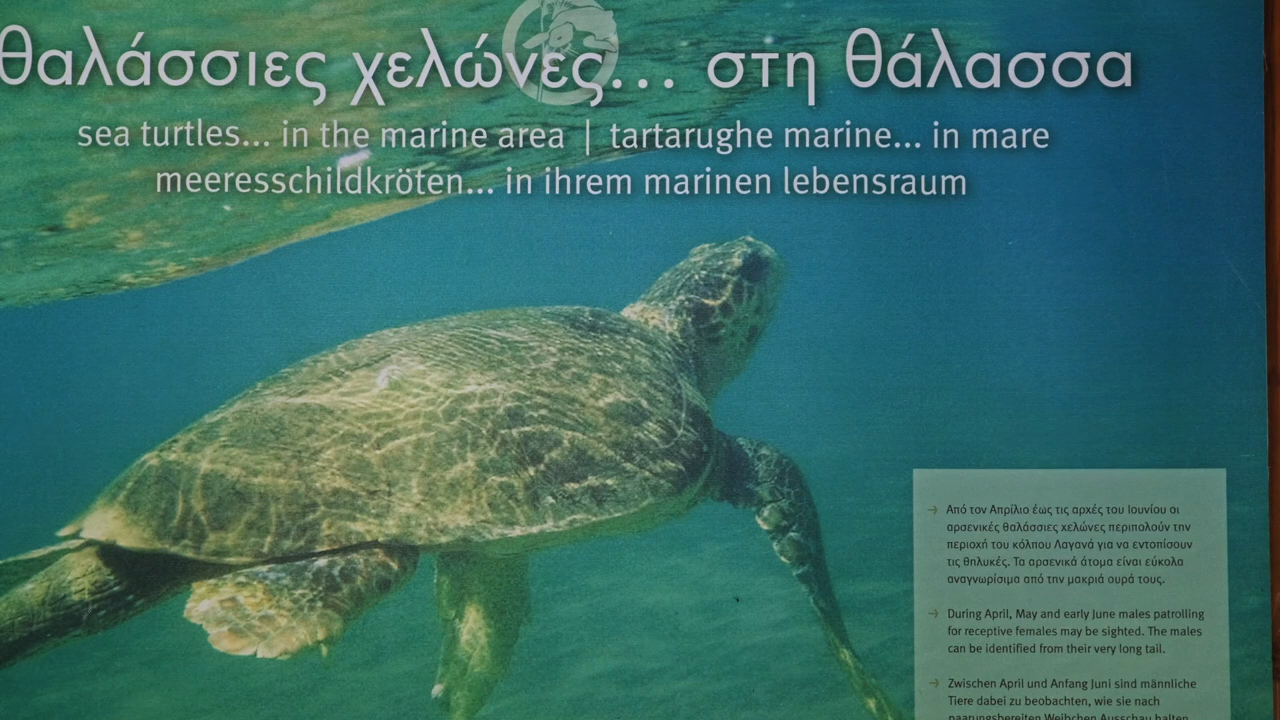 θαλάσσιες χελώνες... στη θάλασσα
sea turtles... in the marine area | tartarughe marine... in mare
meeresschildkröten... in ihrem marinen lebensraum
→ Από τον Απρίλιο έως τις αρχές του Ιουνίου οι
αρσενικές θαλάσσιες χελώνες περιπολούν την
περιοχή του κόλπου Λαγανά για να εντοπίσουν
τις θηλυκές. Τα αρσενικά άτομα είναι εύκολα
αναγνωρίσιμα από την μακριά ουρά τους.
→ During April, May and early June males patrolling
for receptive females may be sighted. The males
can be identified from their very long tail.
→ Zwischen April und Anfang Juni sind männliche
Tiere dabei zu beobachten, wie sie nach
paarungsbereiten Weibchen Ausschau halten